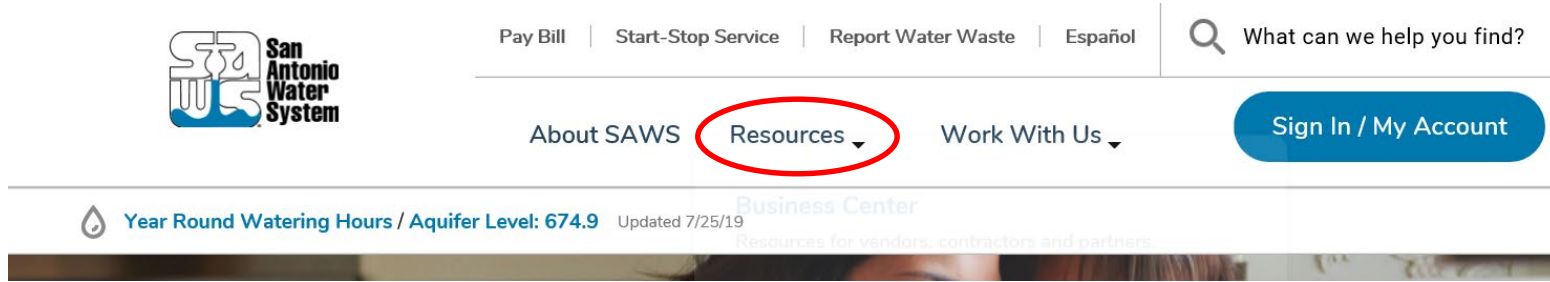 San
Antonio
Water
System
Pay Bill | Start-Stop Service | Report Water Waste | Español
What can we help you find?
About SAWS Resources Work With Us
Sign In / My Account
Year Round Watering Hours / Aquifer Level: 674.9 Updated 7/25/19
Business Center
Resources for vendors, contractors and partners.